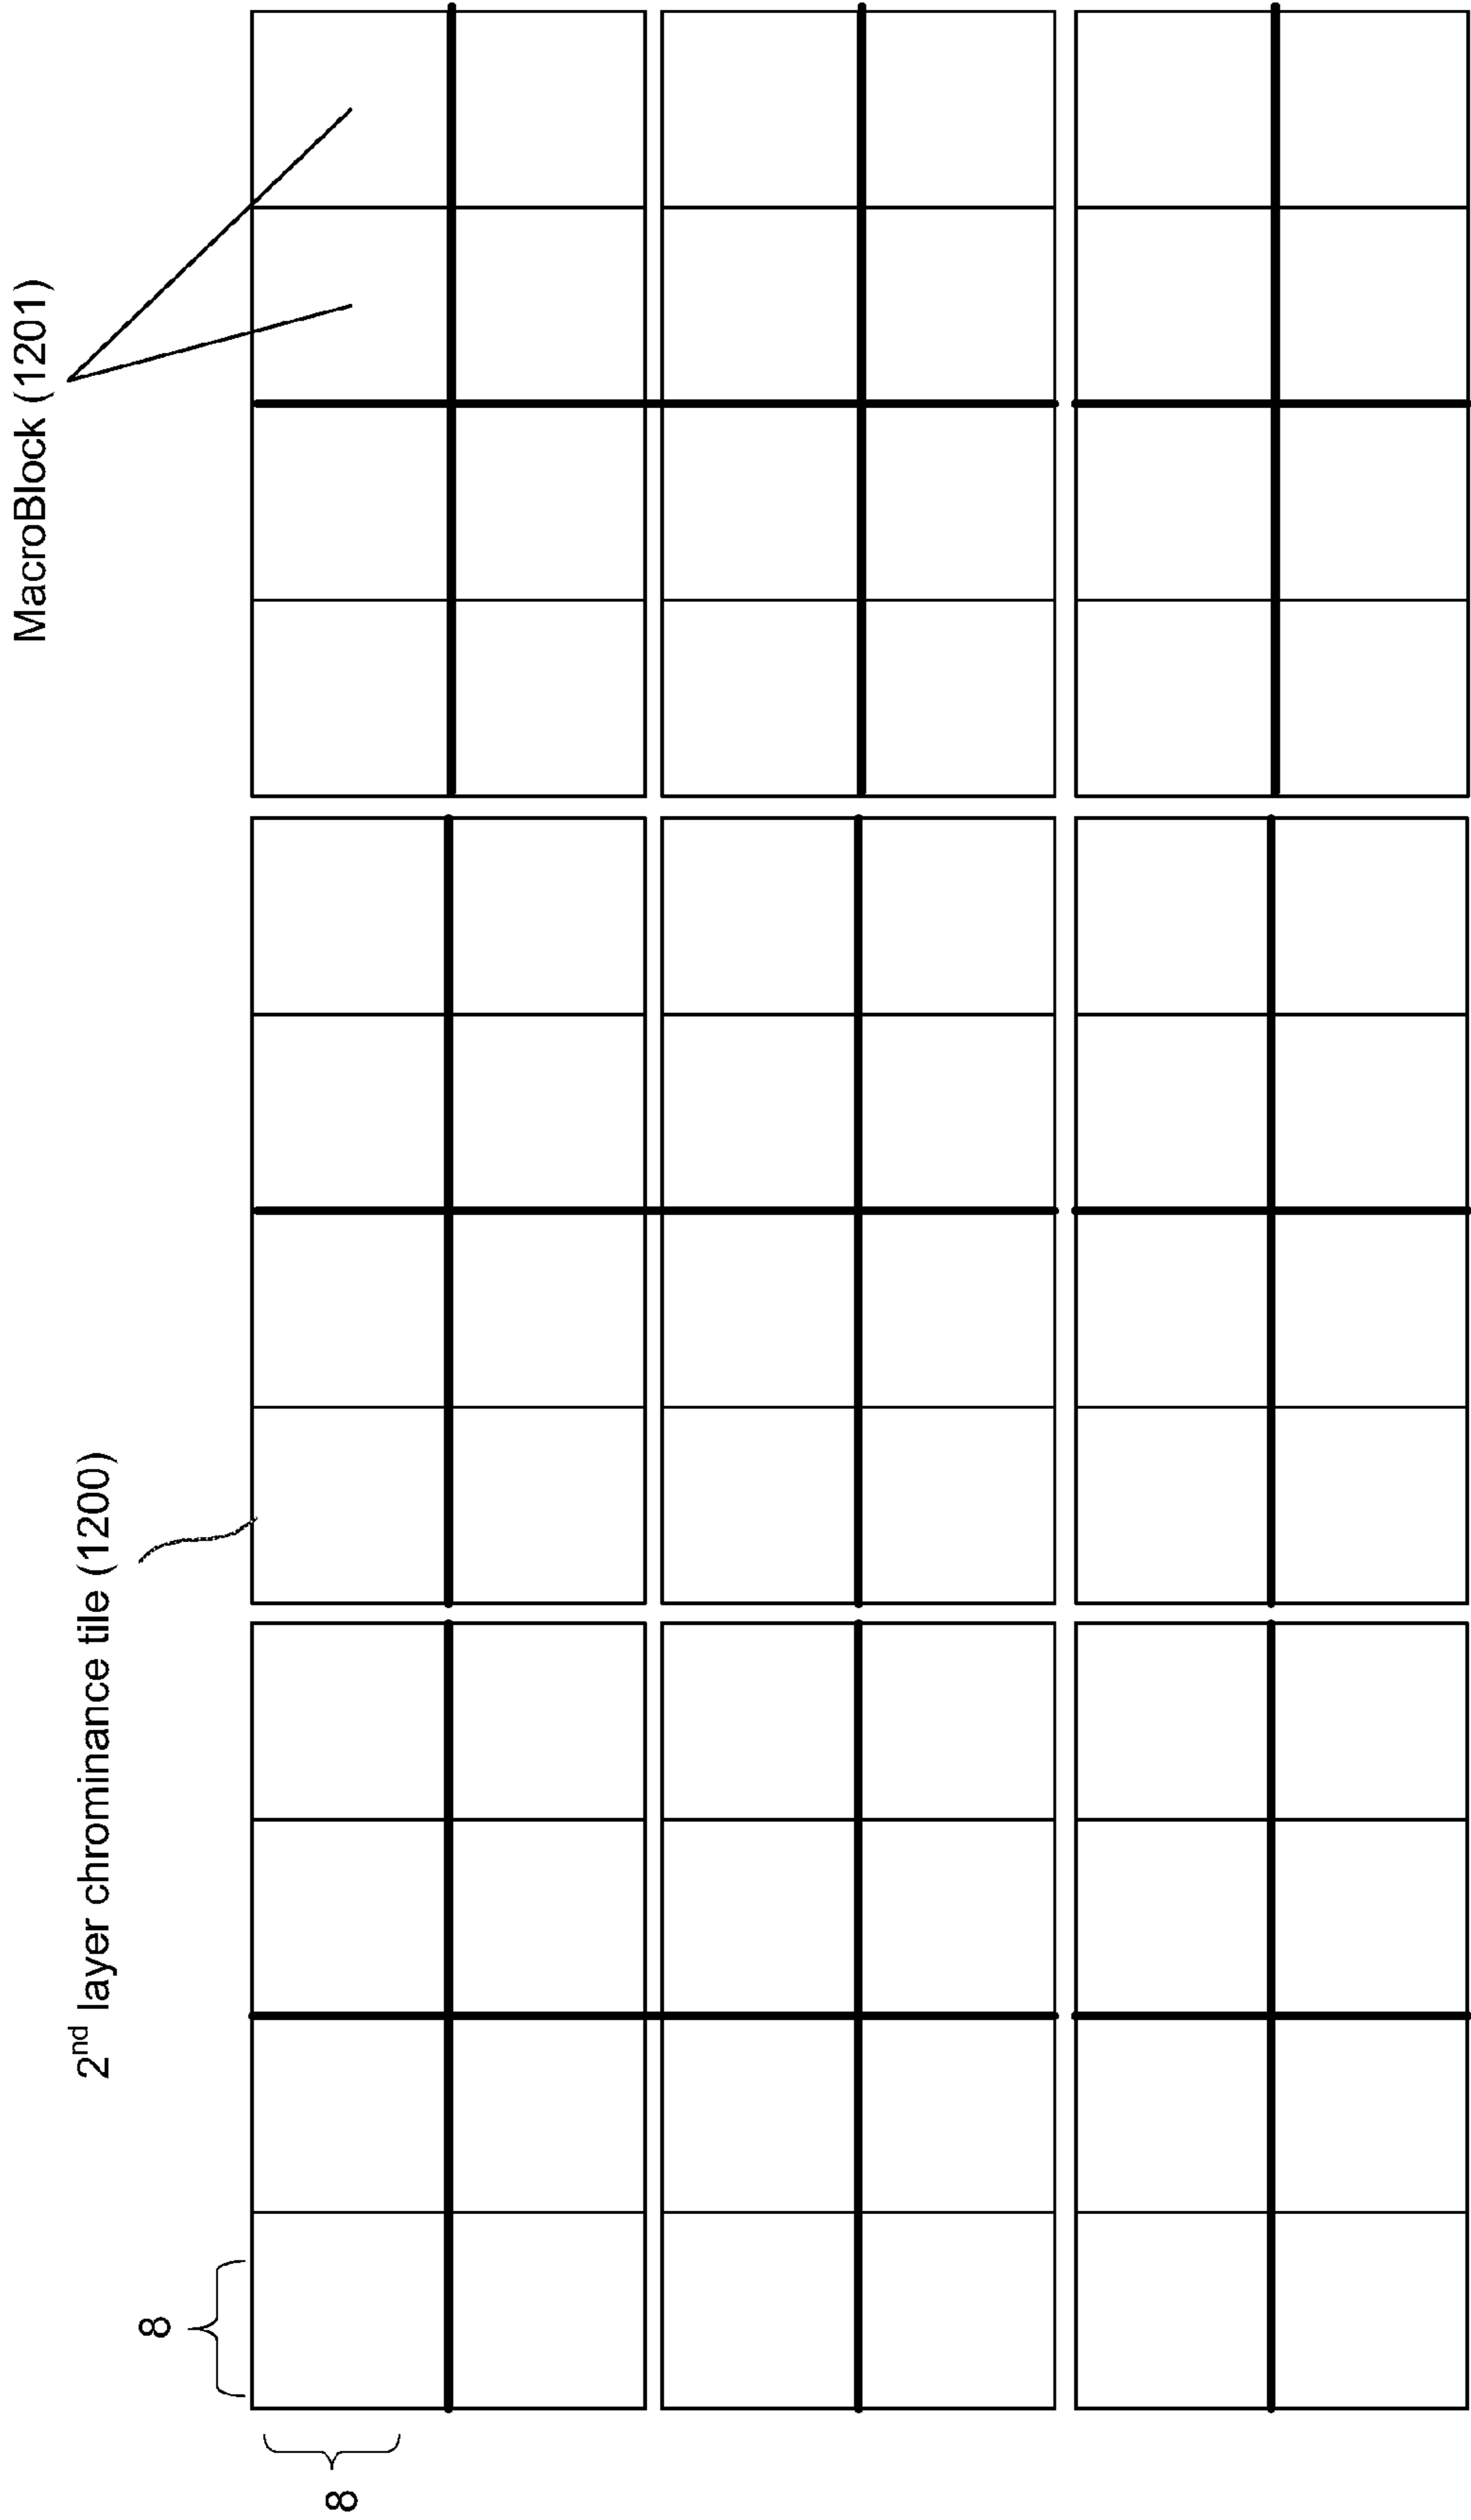 MacroBlock (1201)
2nd layer chrominance tile (1200)
8
8